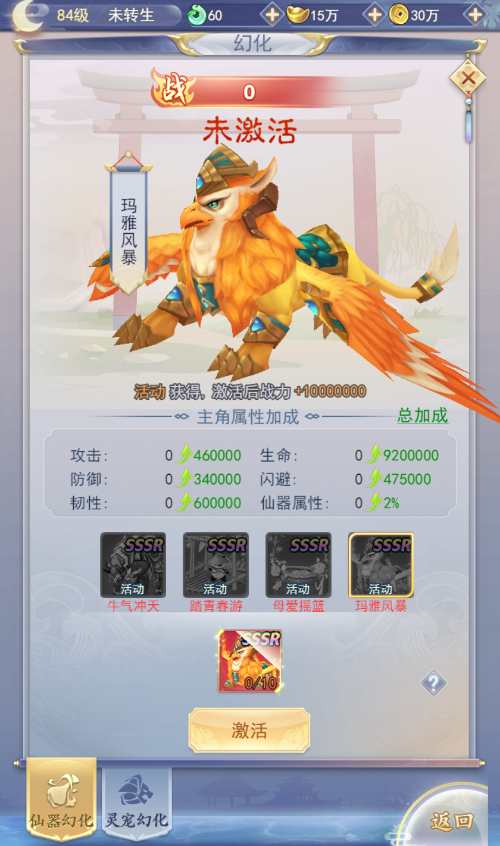 84级 未转生 60 15万 30万
幻化
战 0
未激活
玛雅风暴
活动 获得, 激活后战力 +10000000
主角属性加成 总加成
攻击: 0 460000 生命: 0 9200000
防御: 0 340000 闪避: 0 475000
韧性: 0 600000 仙器属性: 0 2%
SSSR SSSR SSSR SSSR
活动 活动 活动 活动
牛气冲天 踏青春游 母爱摇篮 玛雅风暴
SSSR
0/10
?
激活
仙器幻化 灵宠幻化 返回